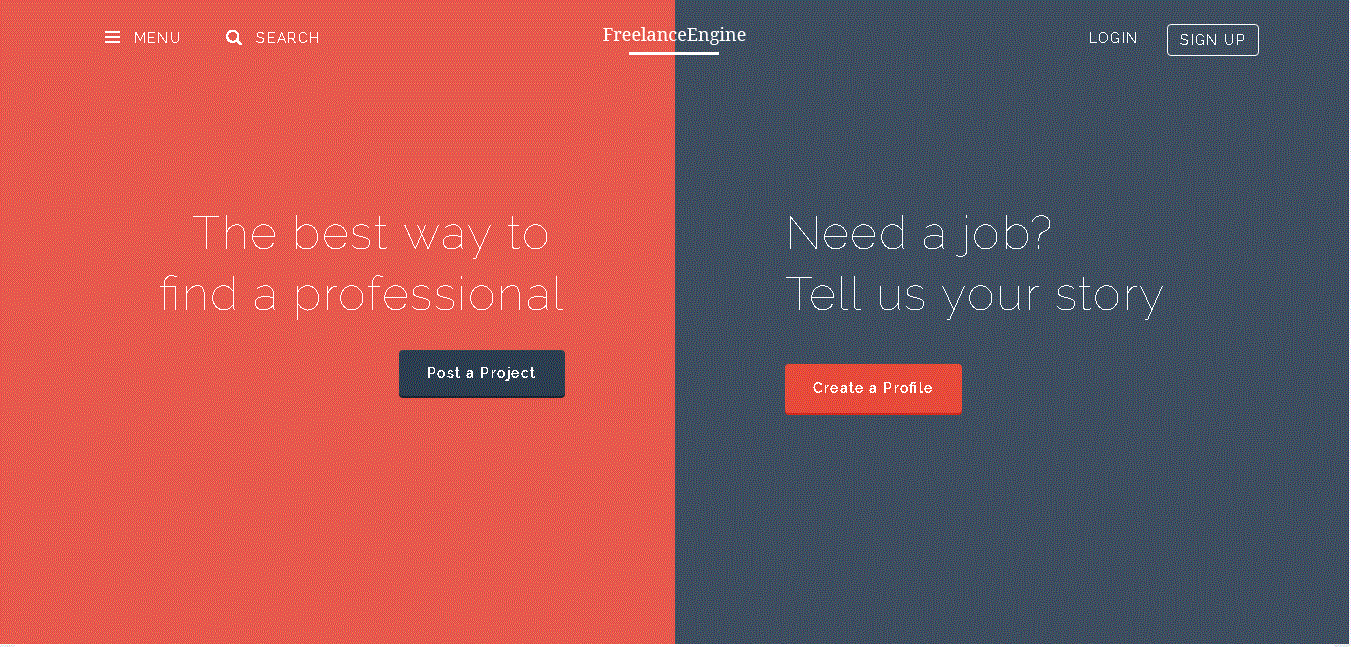 MENU
SEARCH
FreelanceEngine
LOGIN
SIGN UP
The best way to
find a professional
Post a Project
Need a job?
Tell us your story
Create a Profile